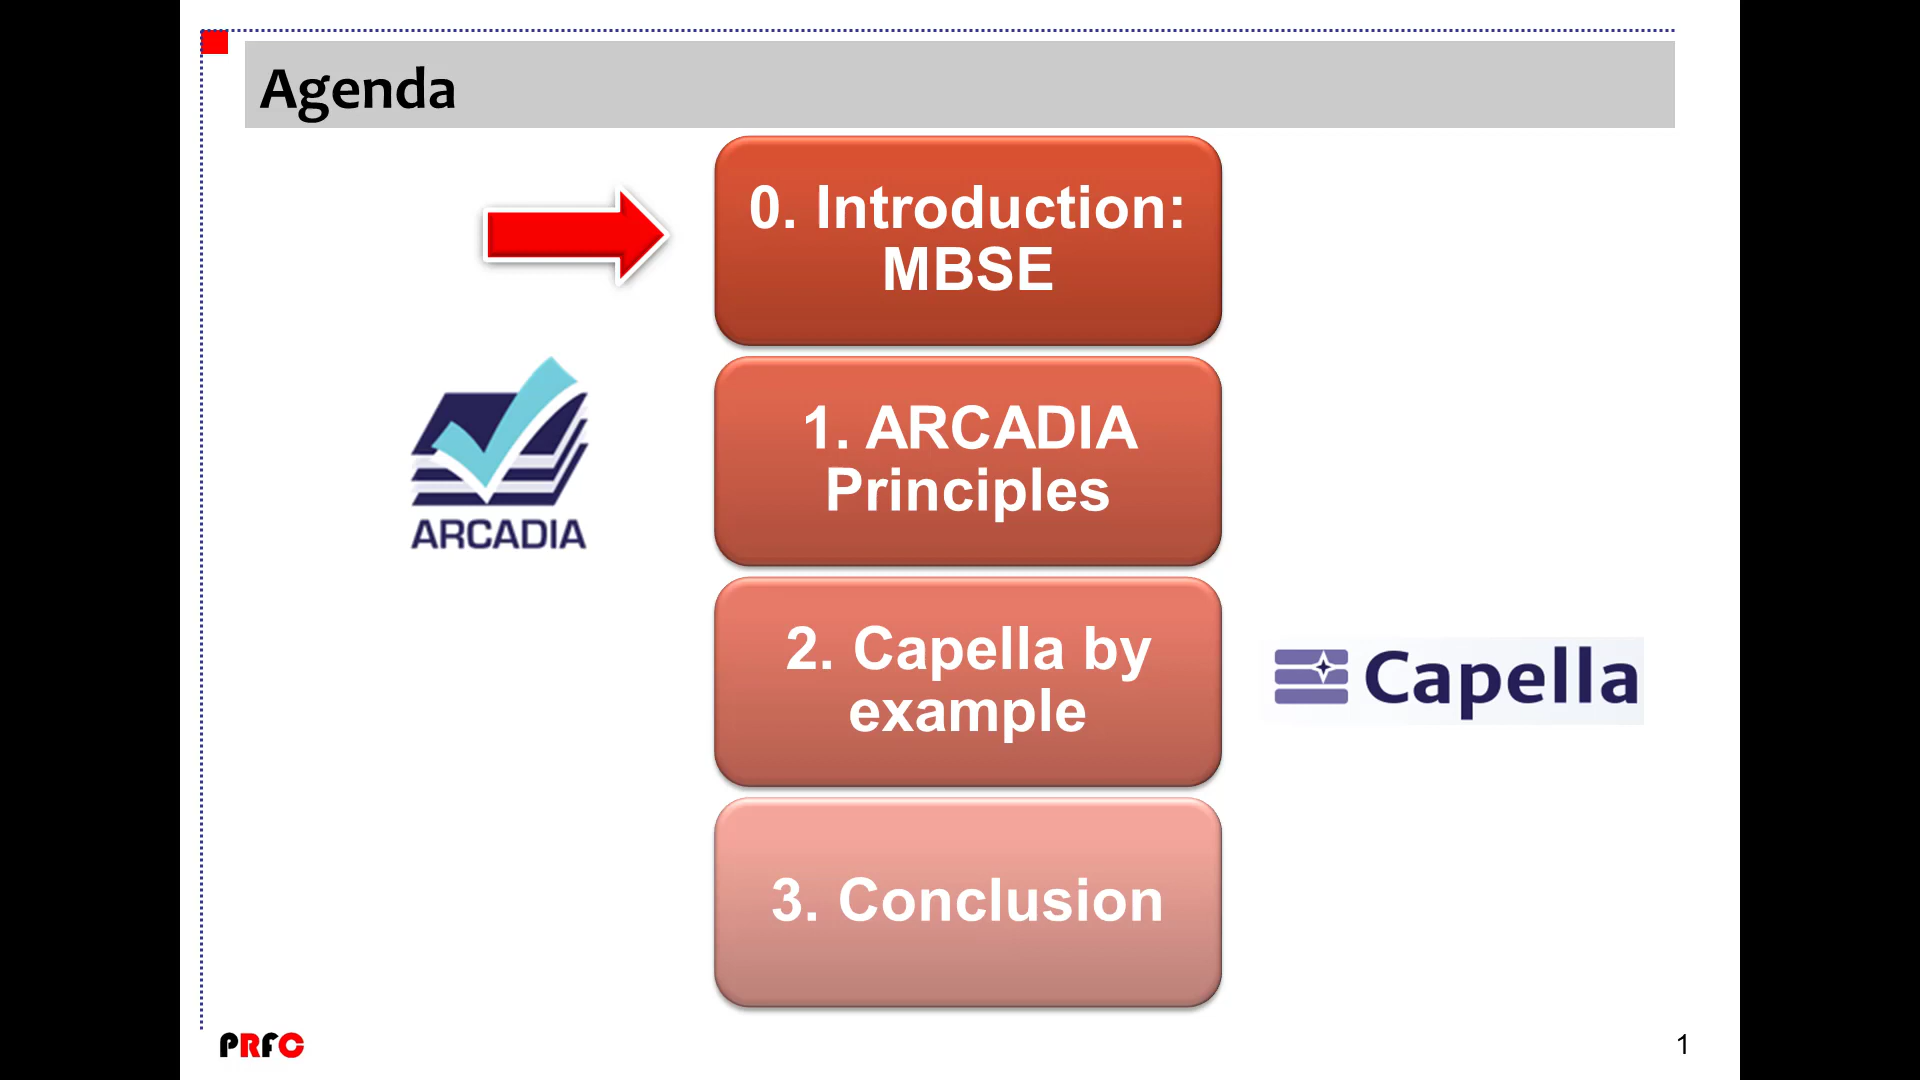 Agenda
0. Introduction:
MBSE
1. ARCADIA
Principles
ARCADIA
2. Capella by
example
Capella
3. Conclusion
PRFC
1